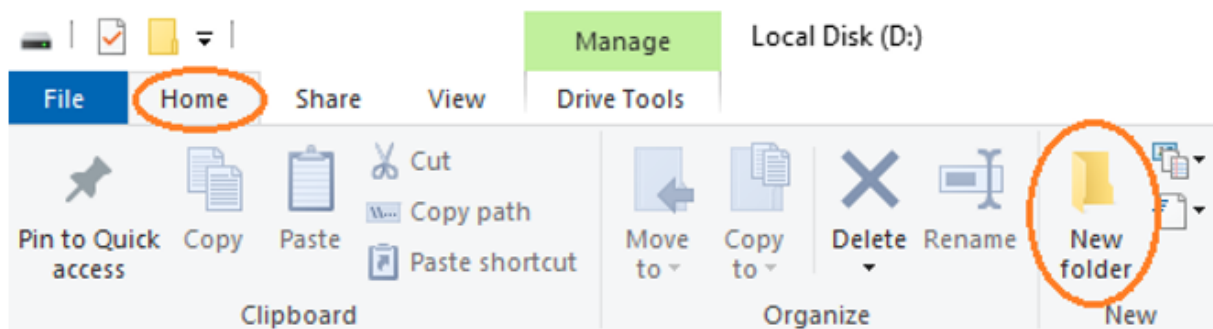 Manage Local Disk (D:)
File Home Share View Drive Tools
Pin to Quick access
Copy
Paste
Cut
Copy path
Paste shortcut
Move to
Copy to
Delete
Rename
New folder
Clipboard Organize New